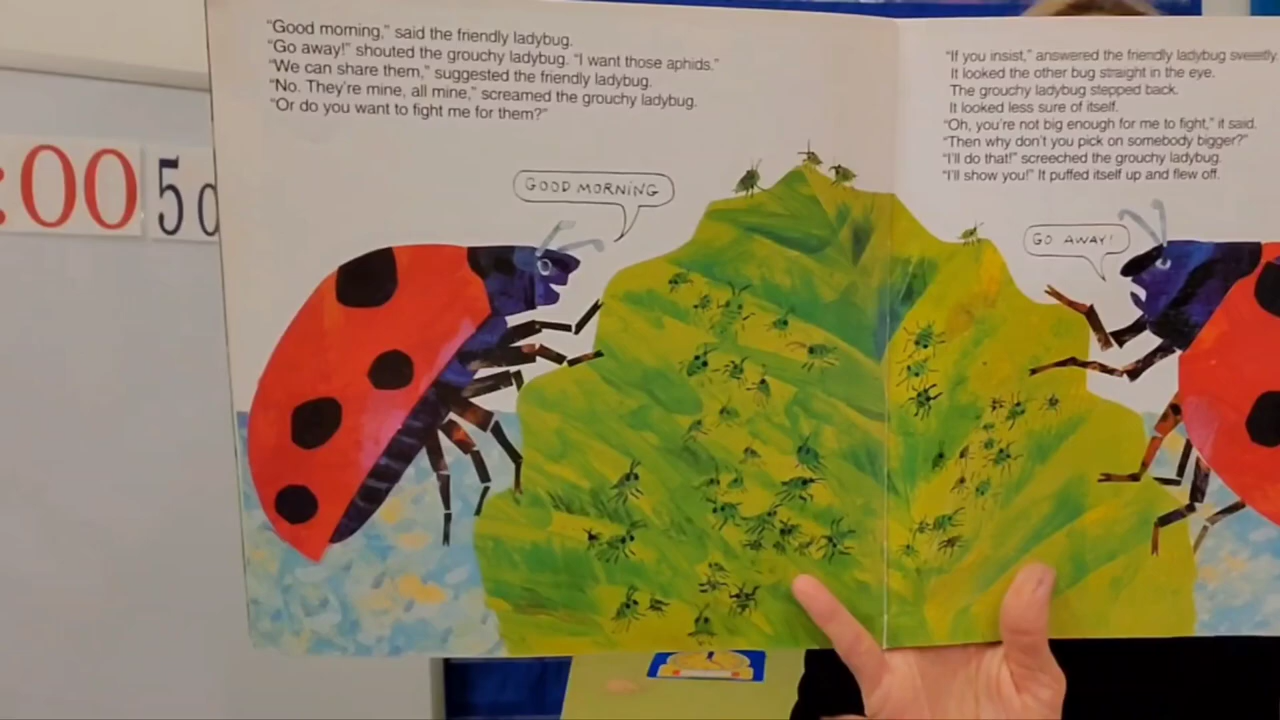 "Good morning," said the friendly ladybug.
"Go away!" shouted the grouchy ladybug. "I want those aphids."
"We can share them," suggested the friendly ladybug.
"No. They're mine, all mine," screamed the grouchy ladybug.
"Or do you want to fight me for them?"
"If you insist," answered the friendly ladybug sweetly.
It looked the other bug straight in the eye.
The grouchy ladybug stepped back.
It looked less sure of itself.
"Oh, you're not big enough for me to fight," it said.
"Then why don't you pick on somebody bigger?"
"I'll do that!" screeched the grouchy ladybug.
"I'll show you!" It puffed itself up and flew off.
GOOD MORNING
GO AWAY!
:00
50